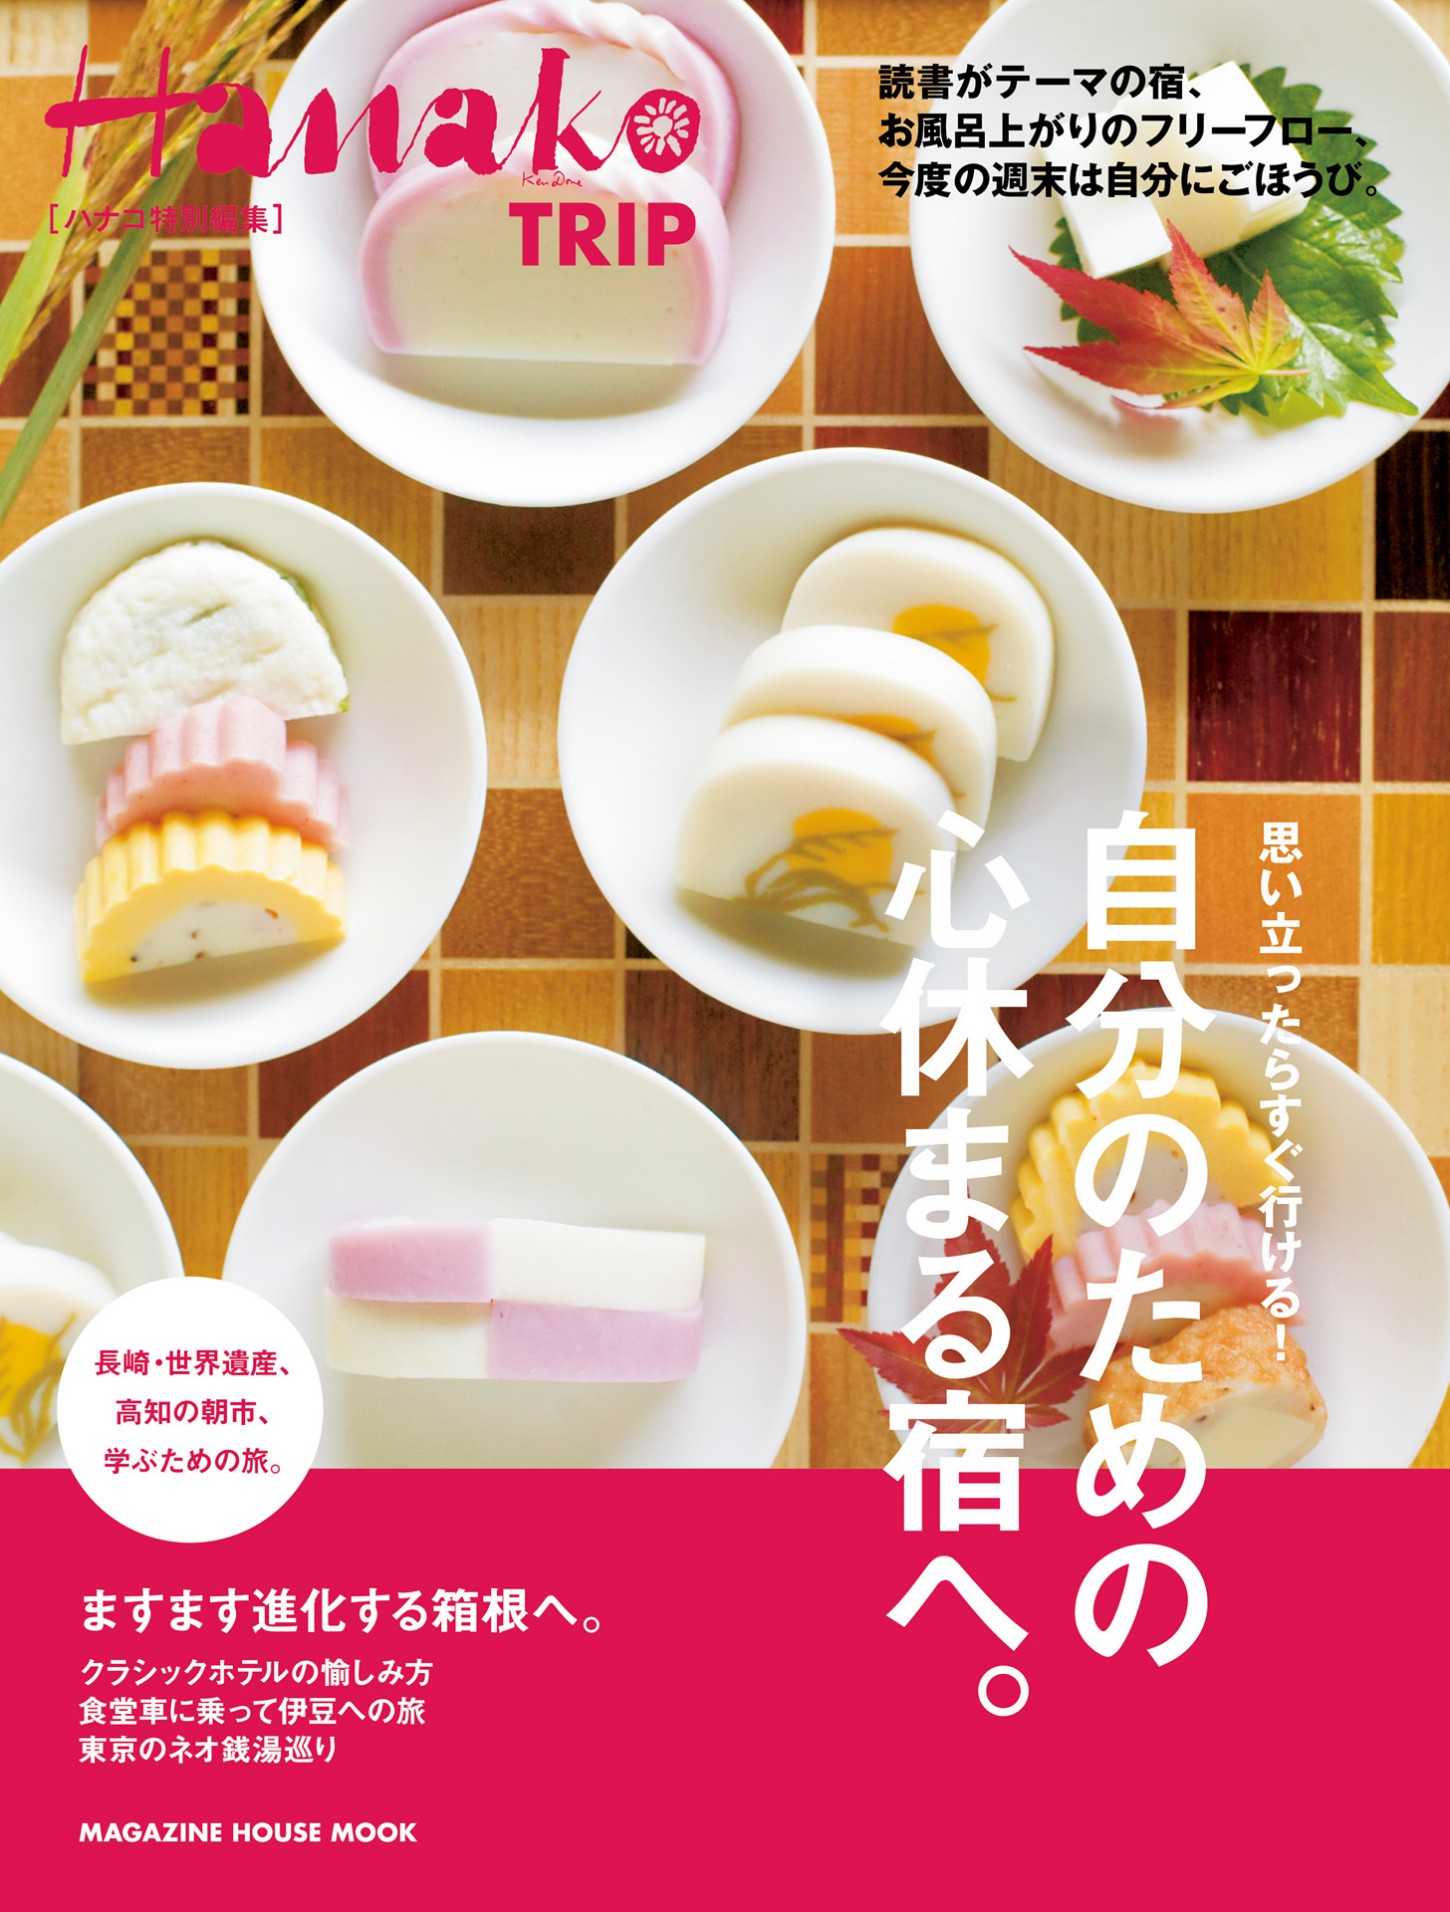 Hanako
Ken Done
TRIP
[ハナコ特別編集]
読書がテーマの宿、
お風呂上がりのフリーフロー、
今度の週末は自分にごほうび。
思い立ったらすぐ行ける!
自分のための
心休まる宿へ。
長崎・世界遺産、
高知の朝市、
学ぶための旅。
ますます進化する箱根へ。
クラシックホテルの愉しみ方
食堂車に乗って伊豆への旅
東京のネオ銭湯巡り
MAGAZINE HOUSE MOOK